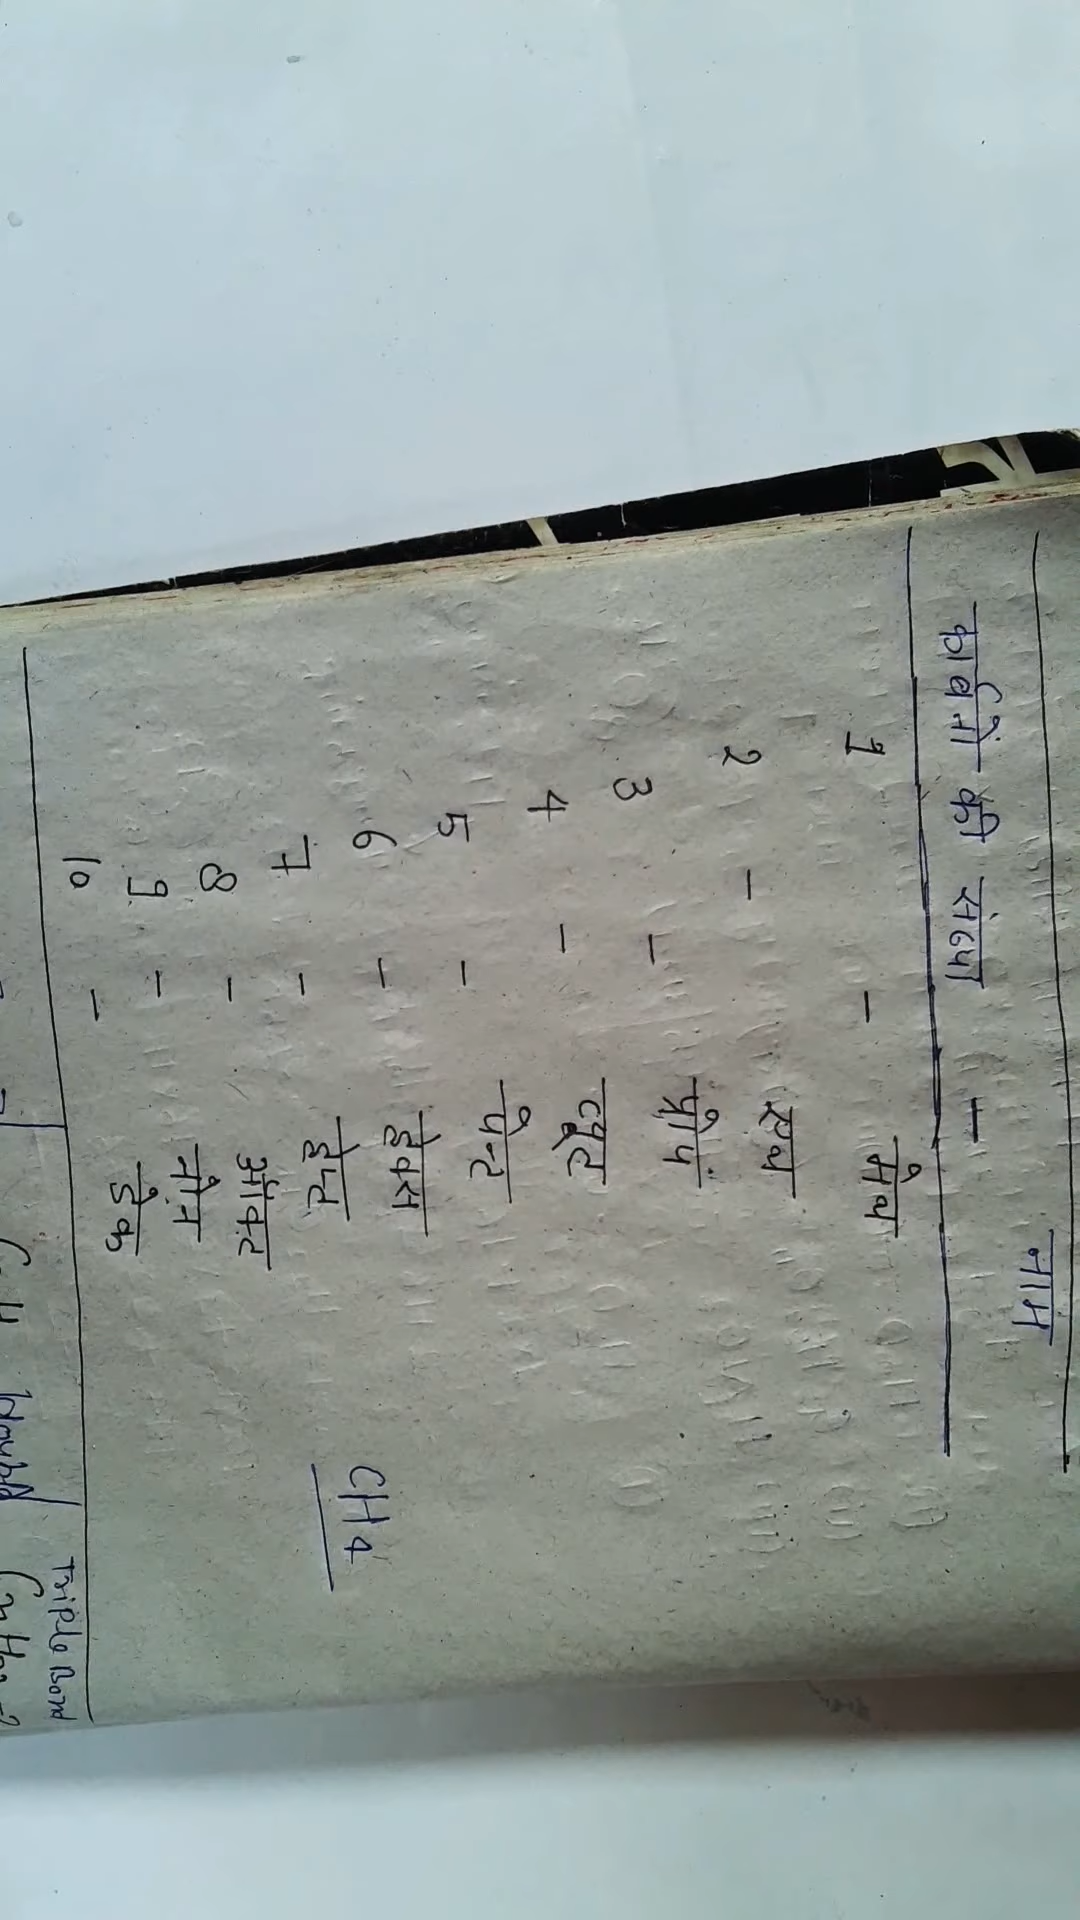 कार्बनों की संख्या — नाम
1 — मेथ
2 — एथ
3 — प्रोप
4 — ब्यूट
5 — पेन्ट
6 — हेक्स
7 — हेप्ट
8 — ऑक्ट
9 — नोन
10 — डेक
CH4
Triple Bond